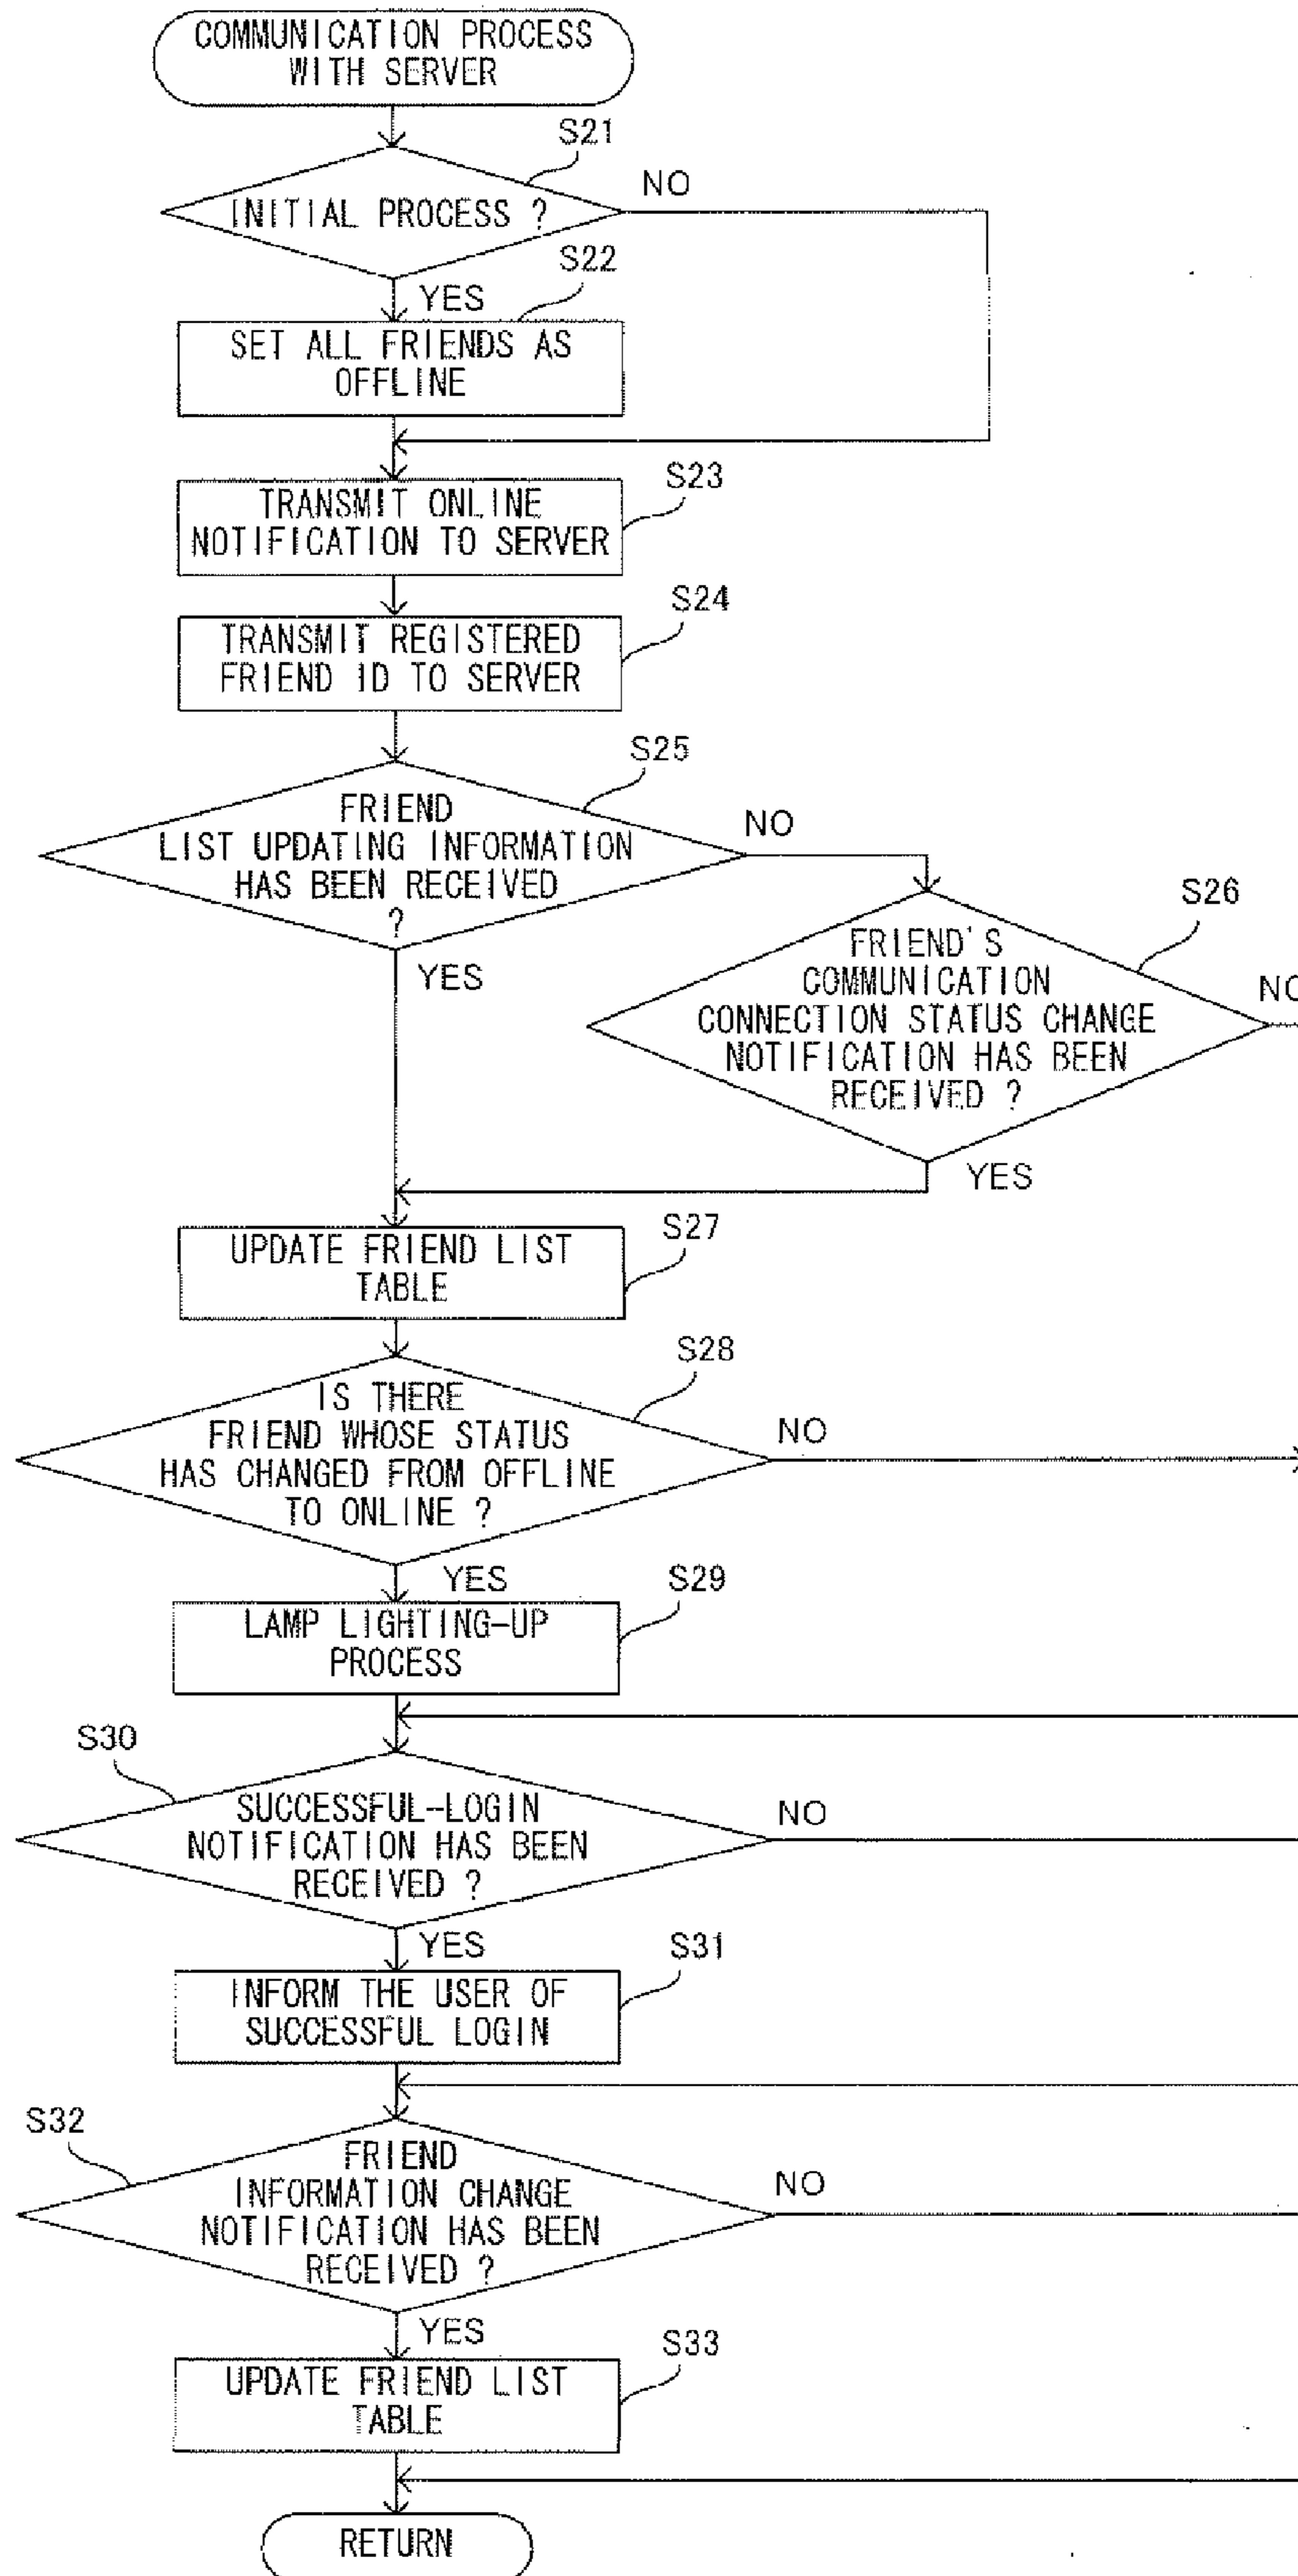 COMMUNICATION PROCESS
WITH SERVER
S21
INITIAL PROCESS ?
NO
YES
S22
SET ALL FRIENDS AS
OFFLINE
S23
TRANSMIT ONLINE
NOTIFICATION TO SERVER
S24
TRANSMIT REGISTERED
FRIEND ID TO SERVER
S25
FRIEND
LIST UPDATING INFORMATION
HAS BEEN RECEIVED
?
NO
YES
S26
FRIEND'S
COMMUNICATION
CONNECTION STATUS CHANGE
NOTIFICATION HAS BEEN
RECEIVED ?
NO
YES
S27
UPDATE FRIEND LIST
TABLE
S28
IS THERE
FRIEND WHOSE STATUS
HAS CHANGED FROM OFFLINE
TO ONLINE ?
NO
YES
S29
LAMP LIGHTING-UP
PROCESS
S30
SUCCESSFUL-LOGIN
NOTIFICATION HAS BEEN
RECEIVED ?
NO
YES
S31
INFORM THE USER OF
SUCCESSFUL LOGIN
S32
FRIEND
INFORMATION CHANGE
NOTIFICATION HAS BEEN
RECEIVED ?
NO
YES
S33
UPDATE FRIEND LIST
TABLE
RETURN